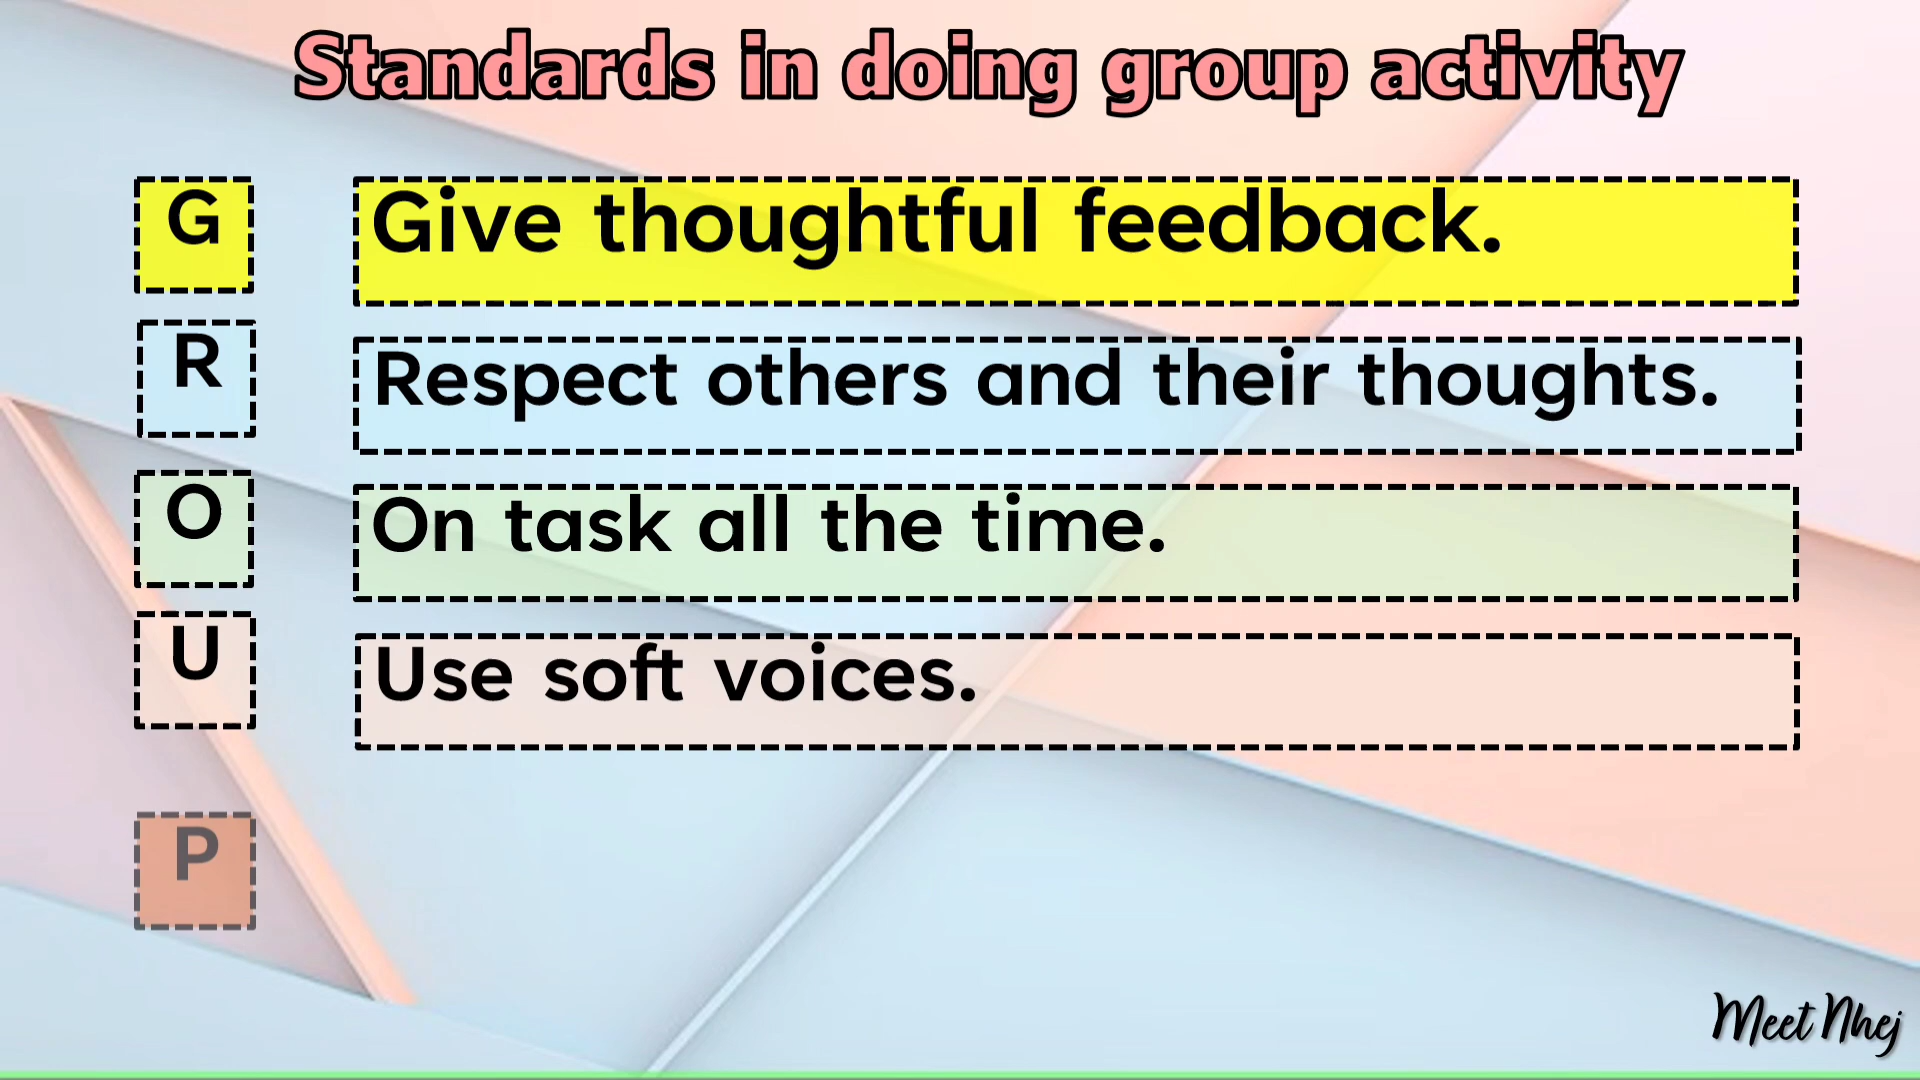 Standards in doing group activity
G
Give thoughtful feedback.
R
Respect others and their thoughts.
O
On task all the time.
U
Use soft voices.
P
Meet Nhej